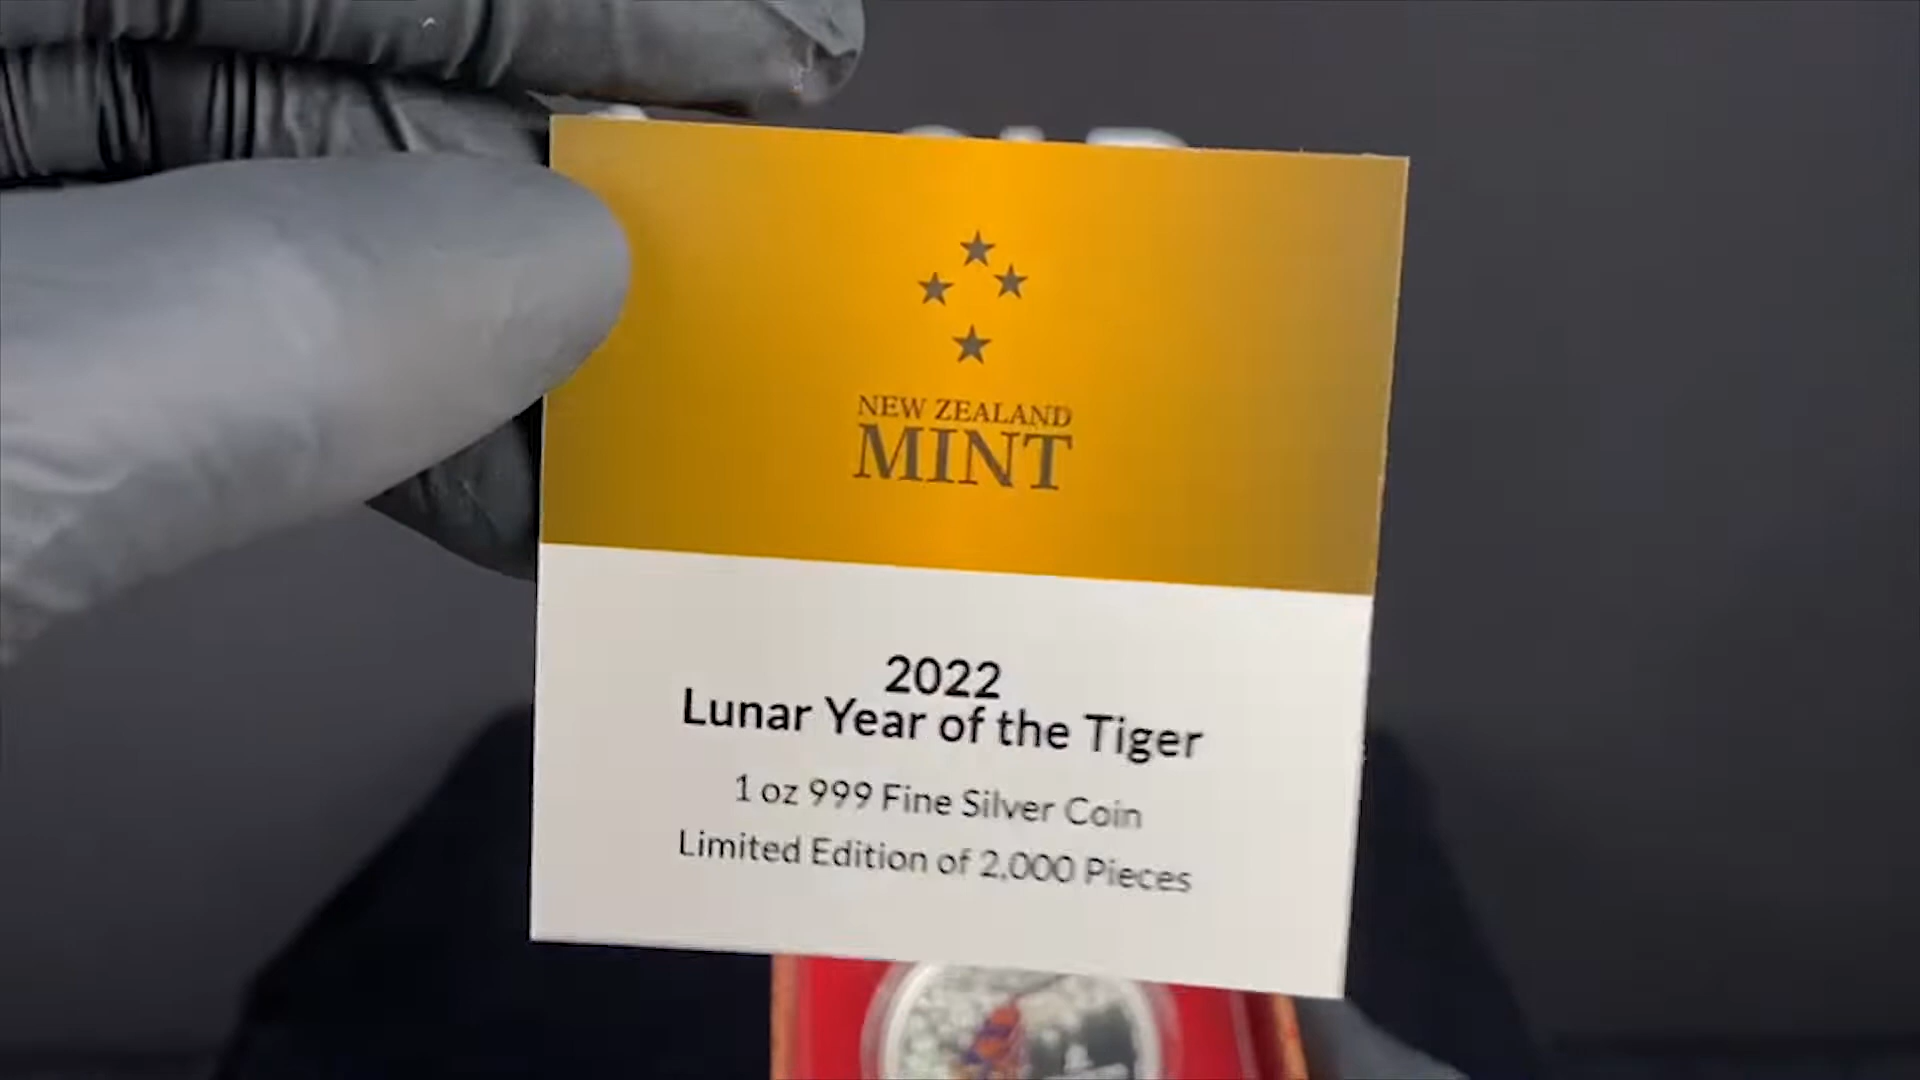 NEW ZEALAND
MINT
2022
Lunar Year of the Tiger
1 oz 999 Fine Silver Coin
Limited Edition of 2,000 Pieces